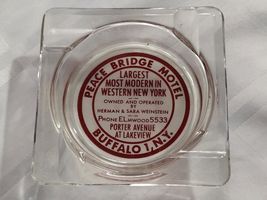 PEACE BRIDGE MOTEL
LARGEST
MOST MODERN IN
WESTERN NEW YORK
OWNED AND OPERATED
BY
HERMAN & SARA WEINSTEIN
PHONE ELMWOOD 5533
PORTER AVENUE
AT LAKEVIEW
BUFFALO 1, N.Y.